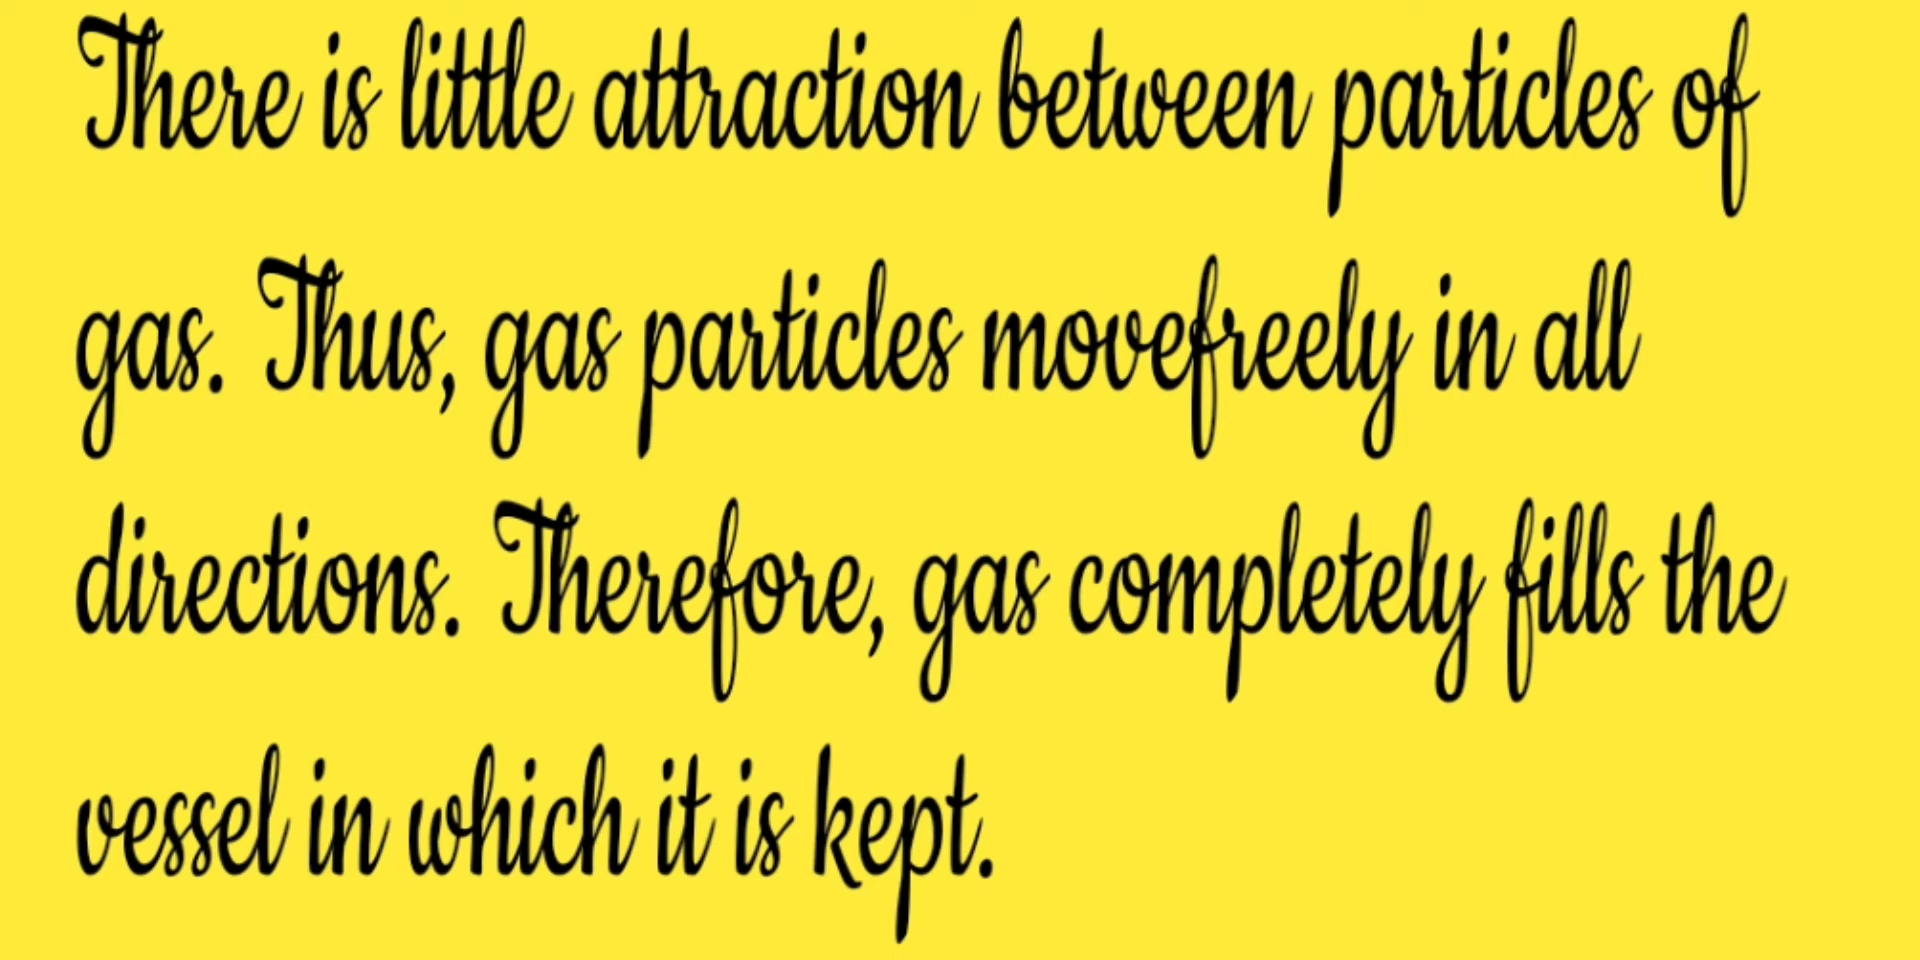 There is little attraction between particles of
gas. Thus, gas particles movefreely in all
directions. Therefore, gas completely fills the
vessel in which it is kept.